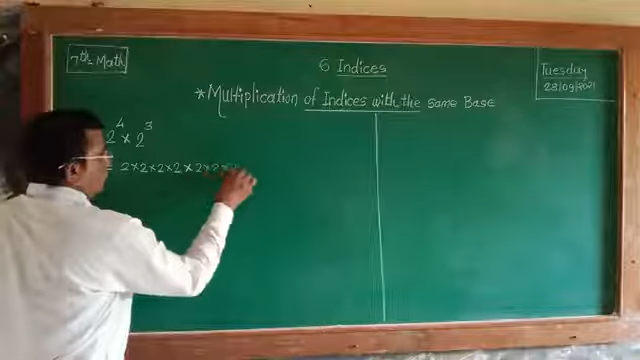 7th-Math
6 Indices
Tuesday
28/09/2021
*Multiplication of Indices with the same Base
2⁴ × 2³
= 2×2×2×2×2×2×2